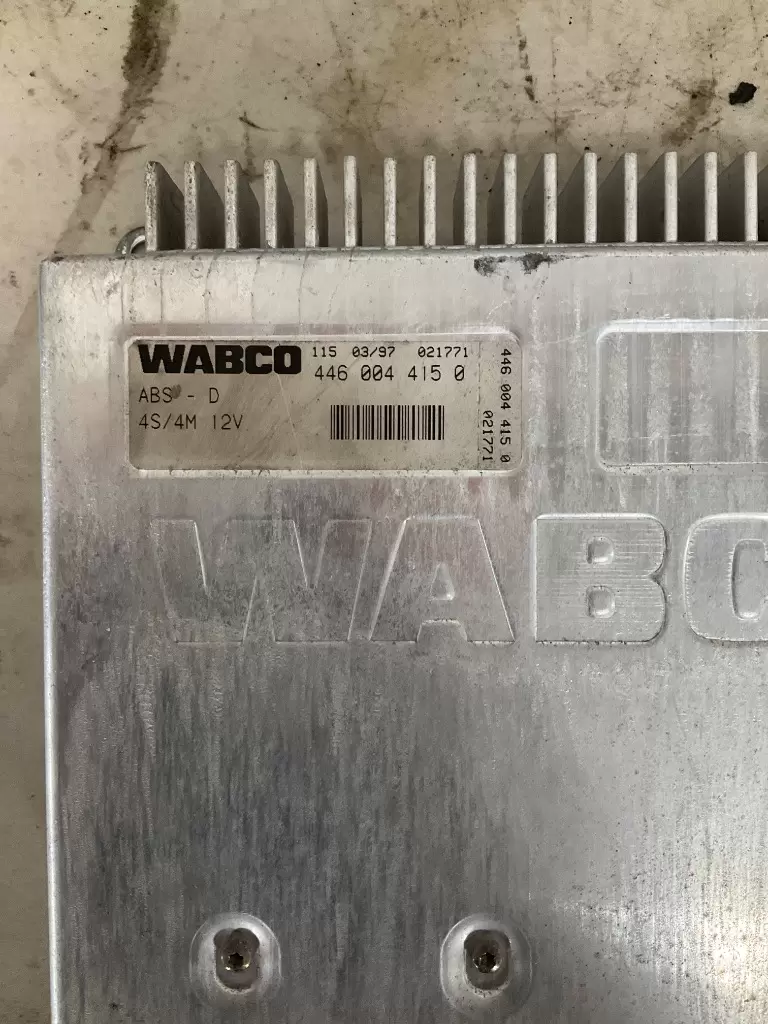 WABCO 115 03/97 021771
446 004 415 0
ABS - D
4S/4M 12V
446 004 415 0
021771
WABC